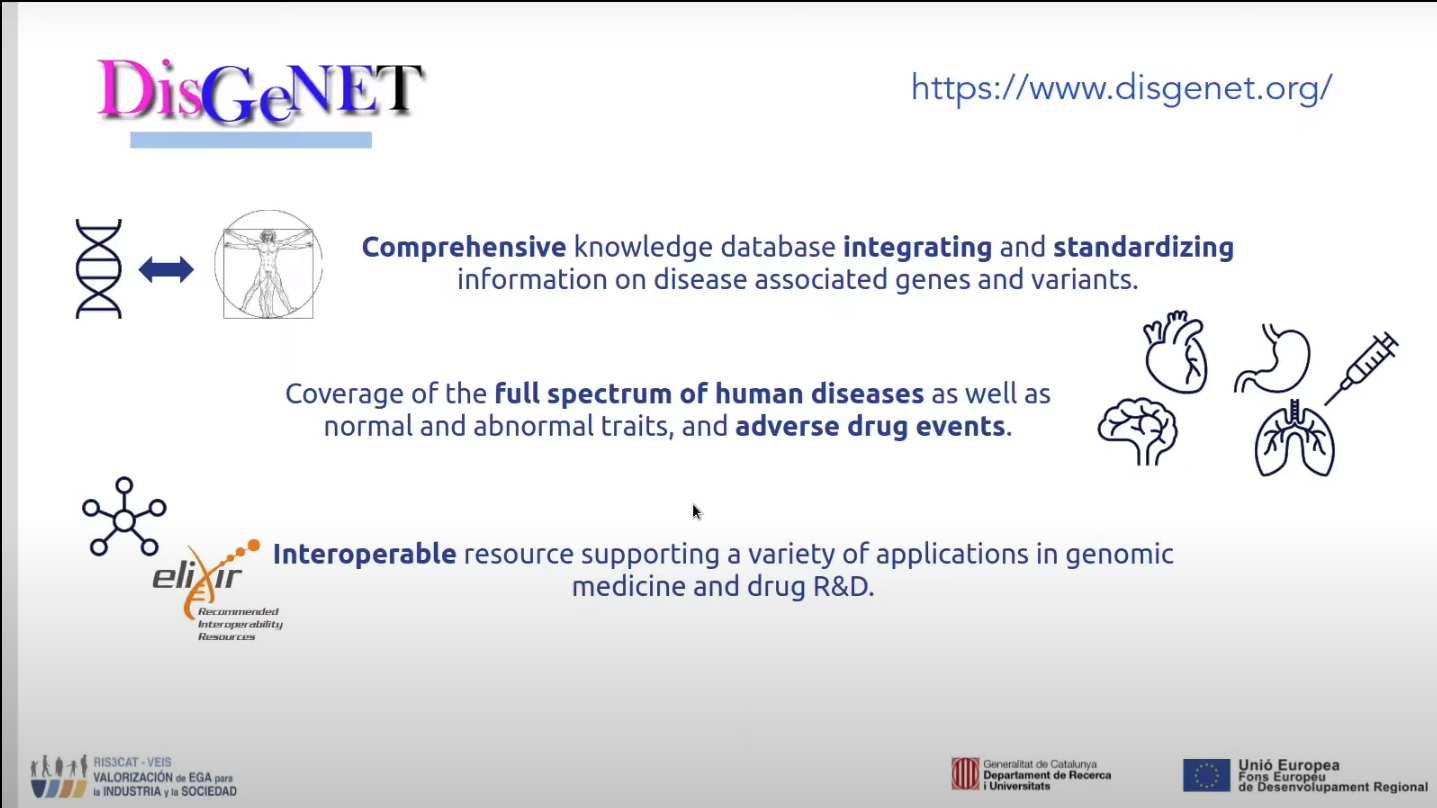 DisGeNET
https://www.disgenet.org/
Comprehensive knowledge database integrating and standardizing
information on disease associated genes and variants.
Coverage of the full spectrum of human diseases as well as
normal and abnormal traits, and adverse drug events.
elixir
Recommended
Interoperability
Resources
Interoperable resource supporting a variety of applications in genomic
medicine and drug R&D.
RIS3CAT - VEIS
VALORIZACIÓN de EGA para
la INDUSTRIA y la SOCIEDAD
Generalitat de Catalunya
Departament de Recerca
i Universitats
Unió Europea
Fons Europeu
de Desenvolupament Regional